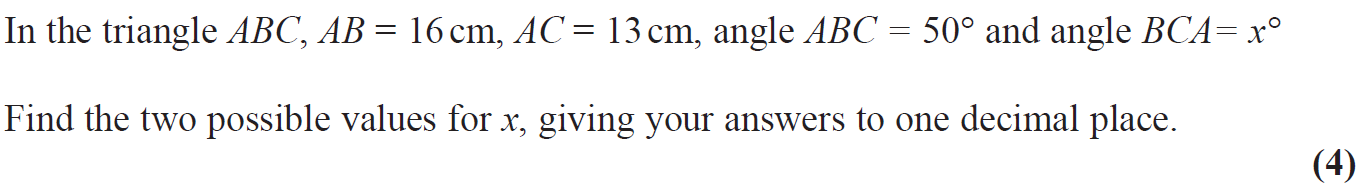 In the triangle ABC, AB = 16 cm, AC = 13 cm, angle ABC = 50° and angle BCA= x°
Find the two possible values for x, giving your answers to one decimal place.
(4)